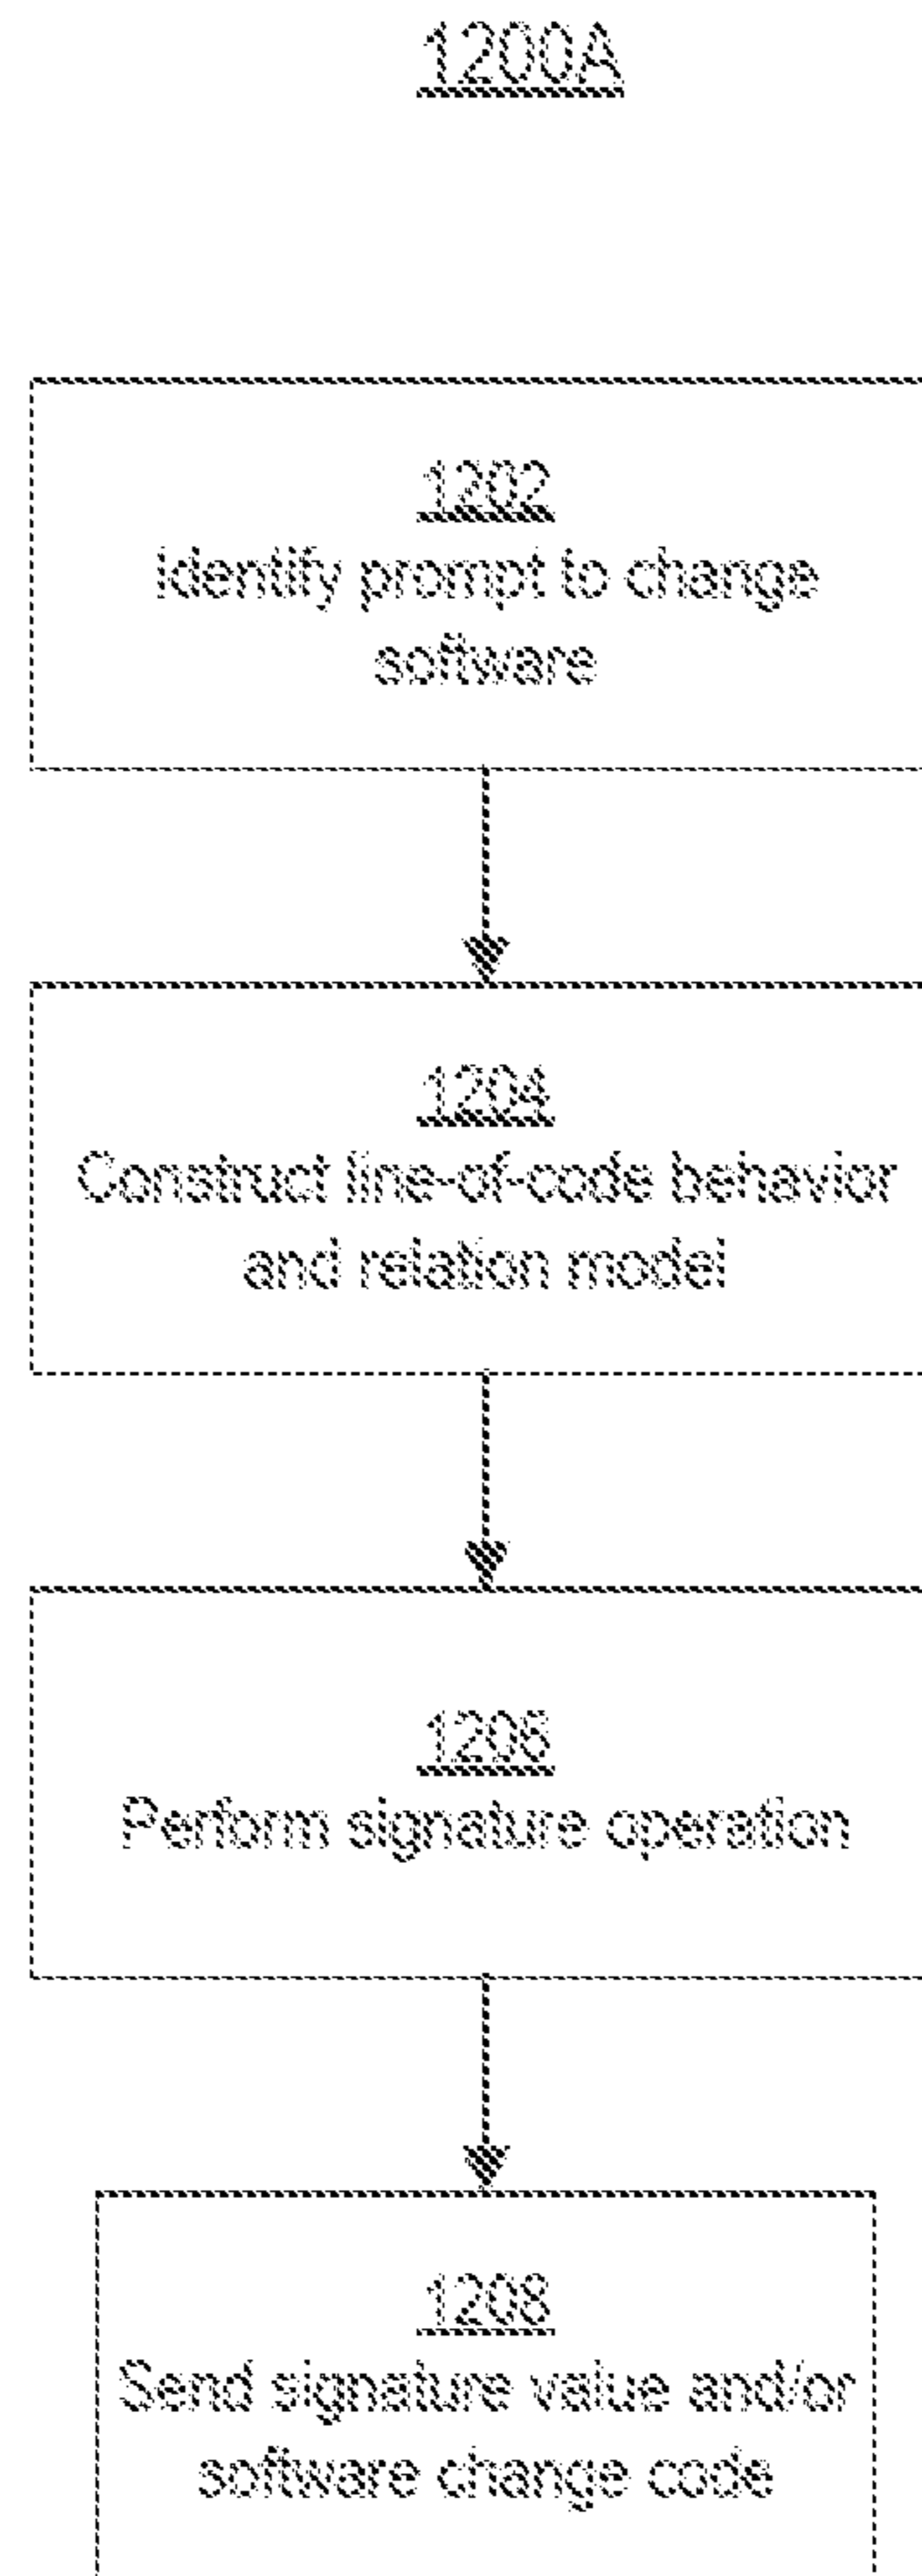 1200A
1202
Identify prompt to change
software
1204
Construct line-of-code behavior
and relation model
1206
Perform signature operation
1208
Send signature value and/or
software change code